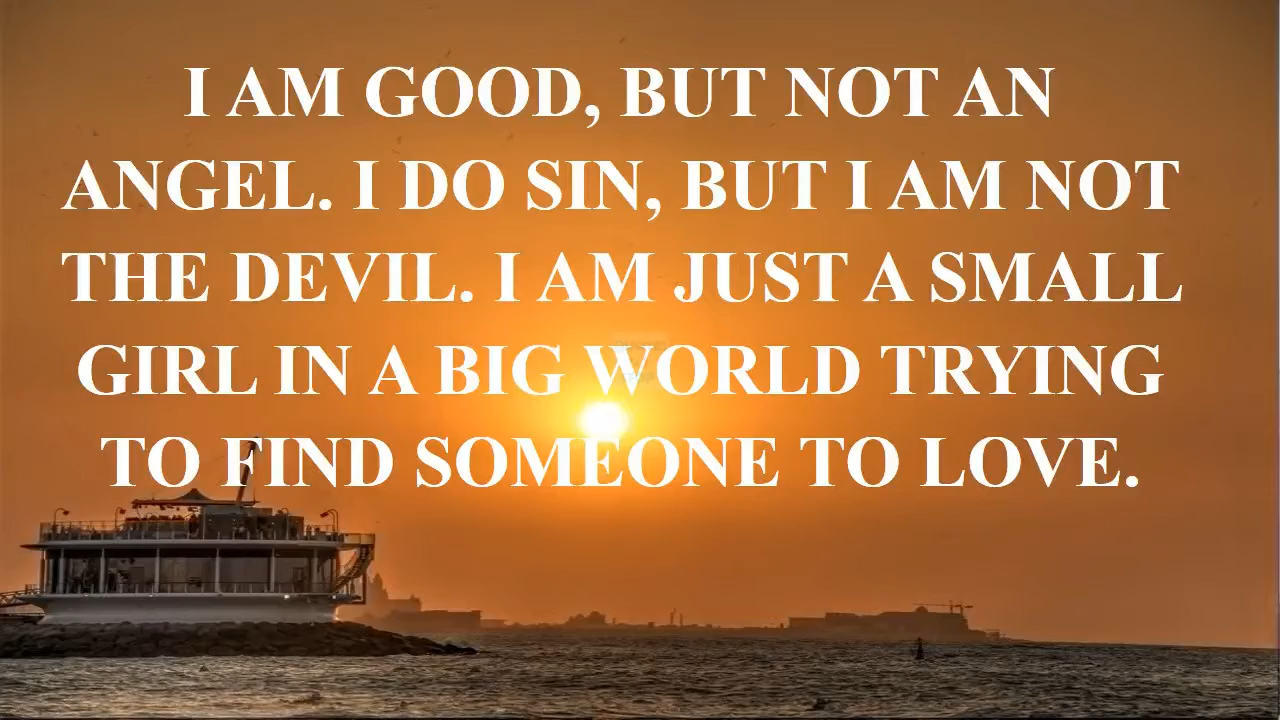 I AM GOOD, BUT NOT AN
ANGEL. I DO SIN, BUT I AM NOT
THE DEVIL. I AM JUST A SMALL
GIRL IN A BIG WORLD TRYING
TO FIND SOMEONE TO LOVE.